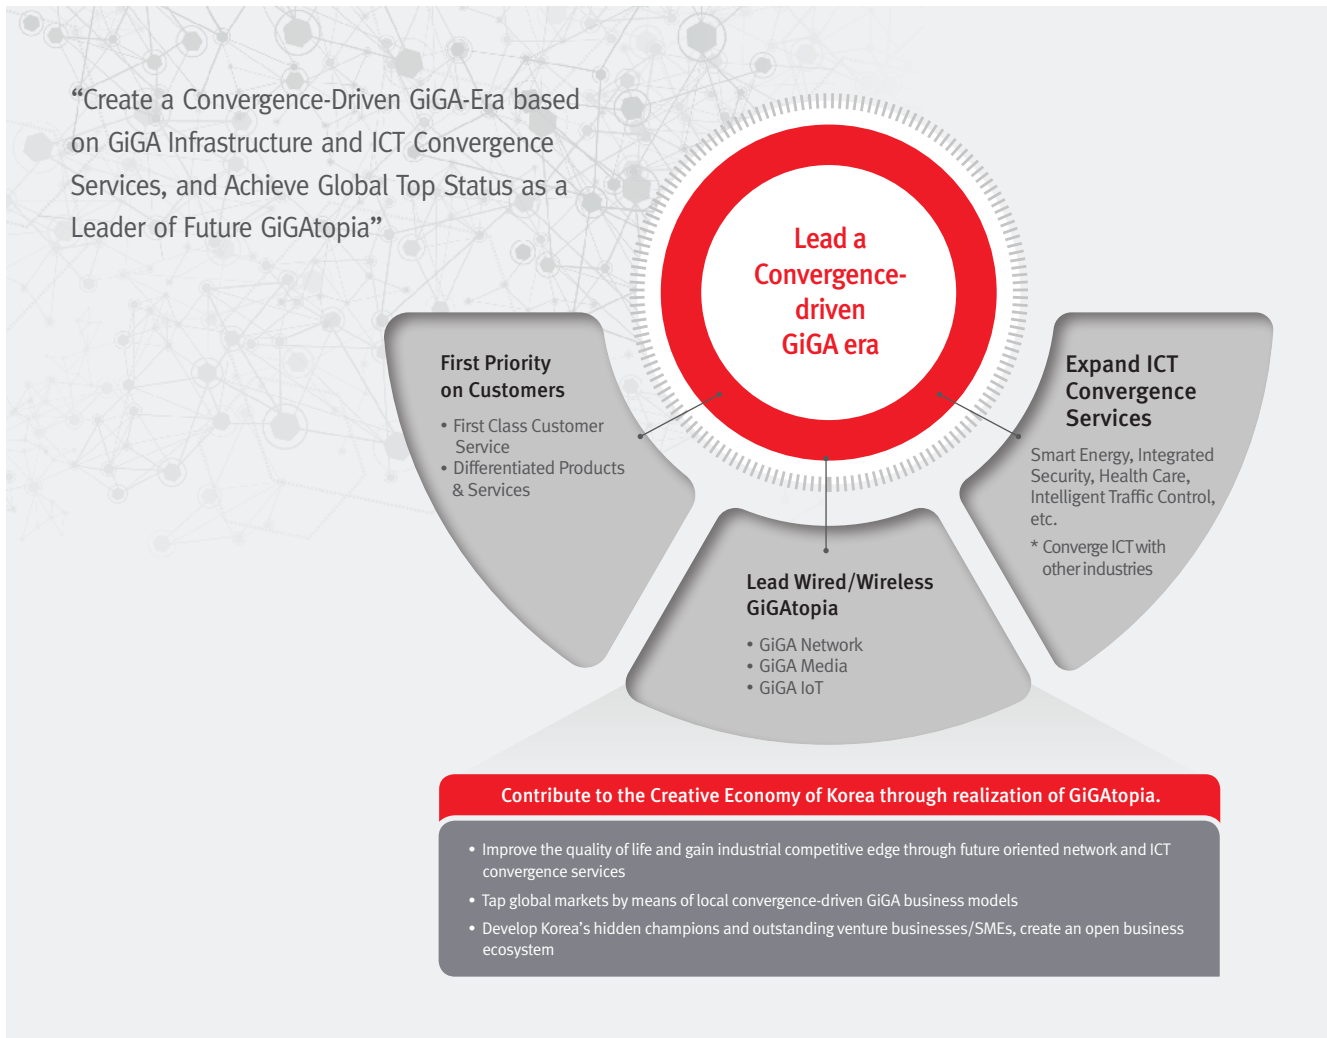 “Create a Convergence-Driven GiGA-Era based
on GiGA Infrastructure and ICT Convergence
Services, and Achieve Global Top Status as a
Leader of Future GiGAtopia”
Lead a
Convergence-
driven
GiGA era
First Priority
on Customers
• First Class Customer
Service
• Differentiated Products
& Services
Lead Wired/Wireless
GiGAtopia
• GiGA Network
• GiGA Media
• GiGA IoT
Expand ICT
Convergence
Services
Smart Energy, Integrated
Security, Health Care,
Intelligent Traffic Control,
etc.
* Converge ICT with
other industries
Contribute to the Creative Economy of Korea through realization of GiGAtopia.
• Improve the quality of life and gain industrial competitive edge through future oriented network and ICT
convergence services
• Tap global markets by means of local convergence-driven GiGA business models
• Develop Korea’s hidden champions and outstanding venture businesses/SMEs, create an open business
ecosystem